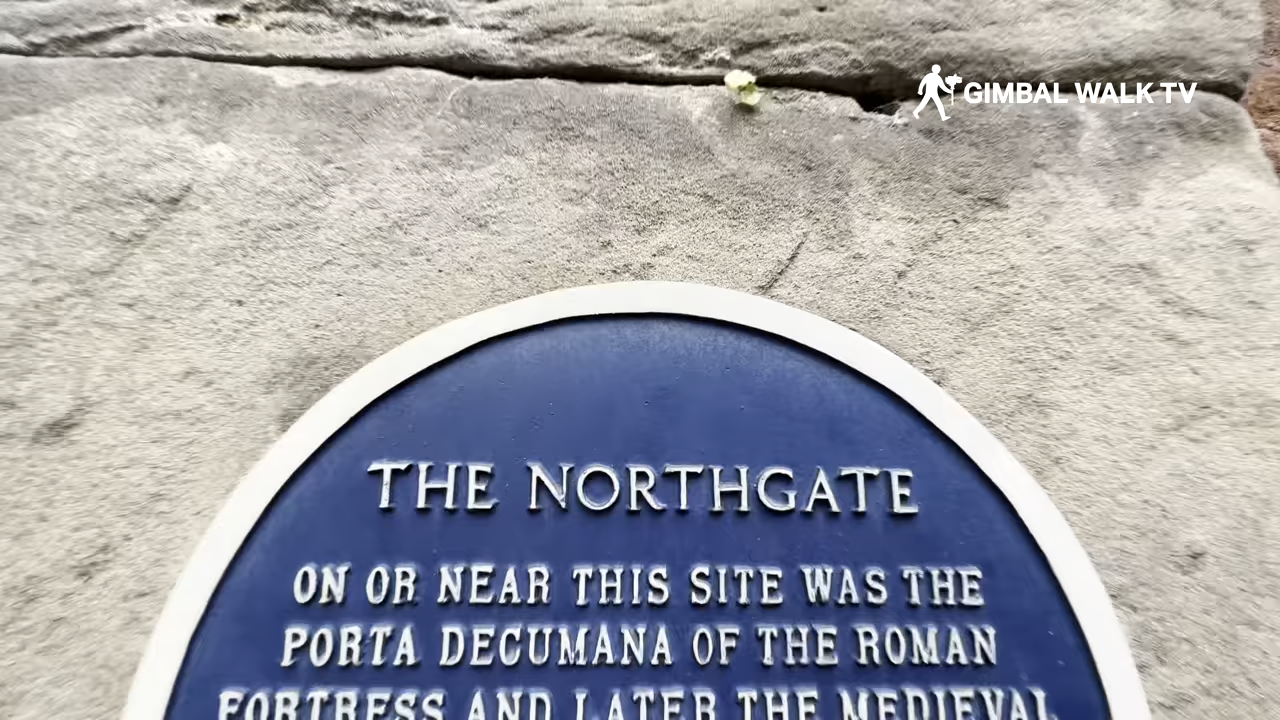 GIMBAL WALK TV
THE NORTHGATE
ON OR NEAR THIS SITE WAS THE
PORTA DECUMANA OF THE ROMAN
FORTRESS AND LATER THE MEDIEVAL